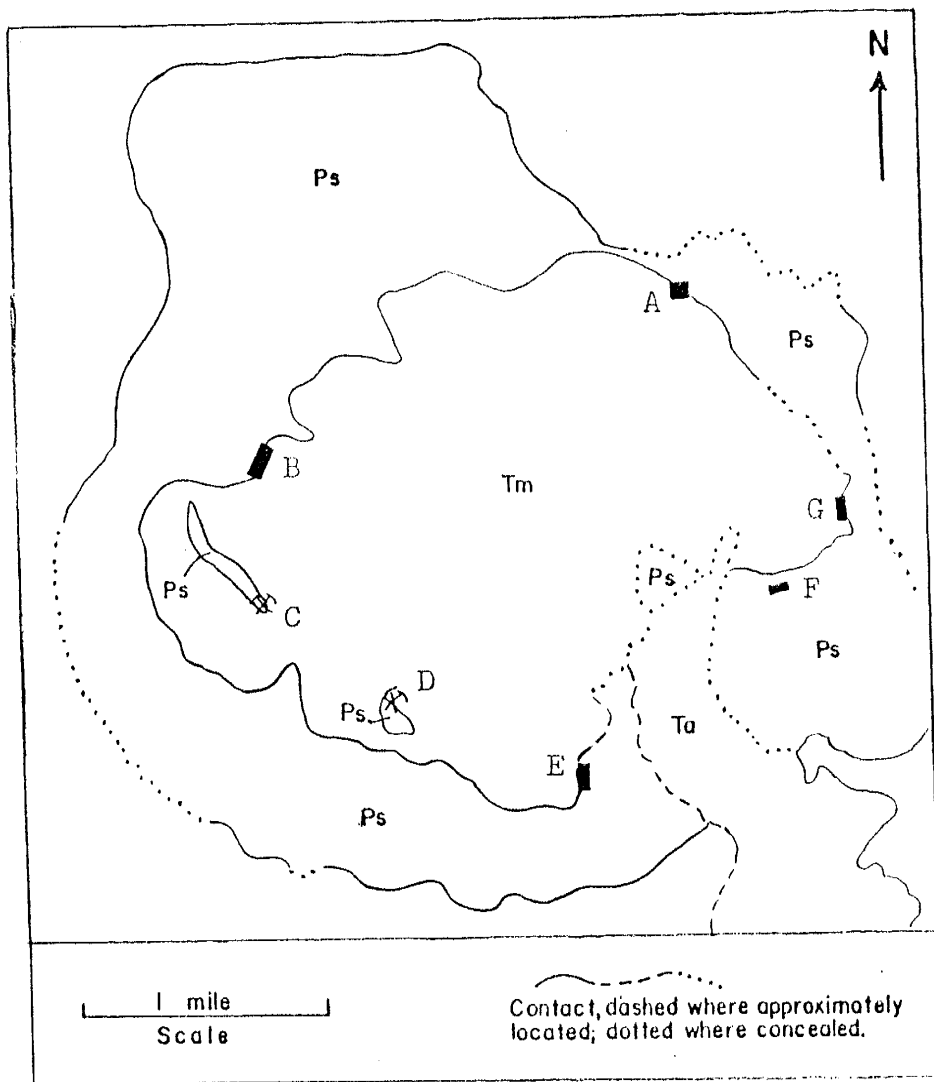 N
Ps
A
Ps
B
Tm
G
Ps
Ps
F
C
Ps
D
Ps
Ta
E
Ps
1 mile
Scale
Contact, dashed where approximately
located; dotted where concealed.